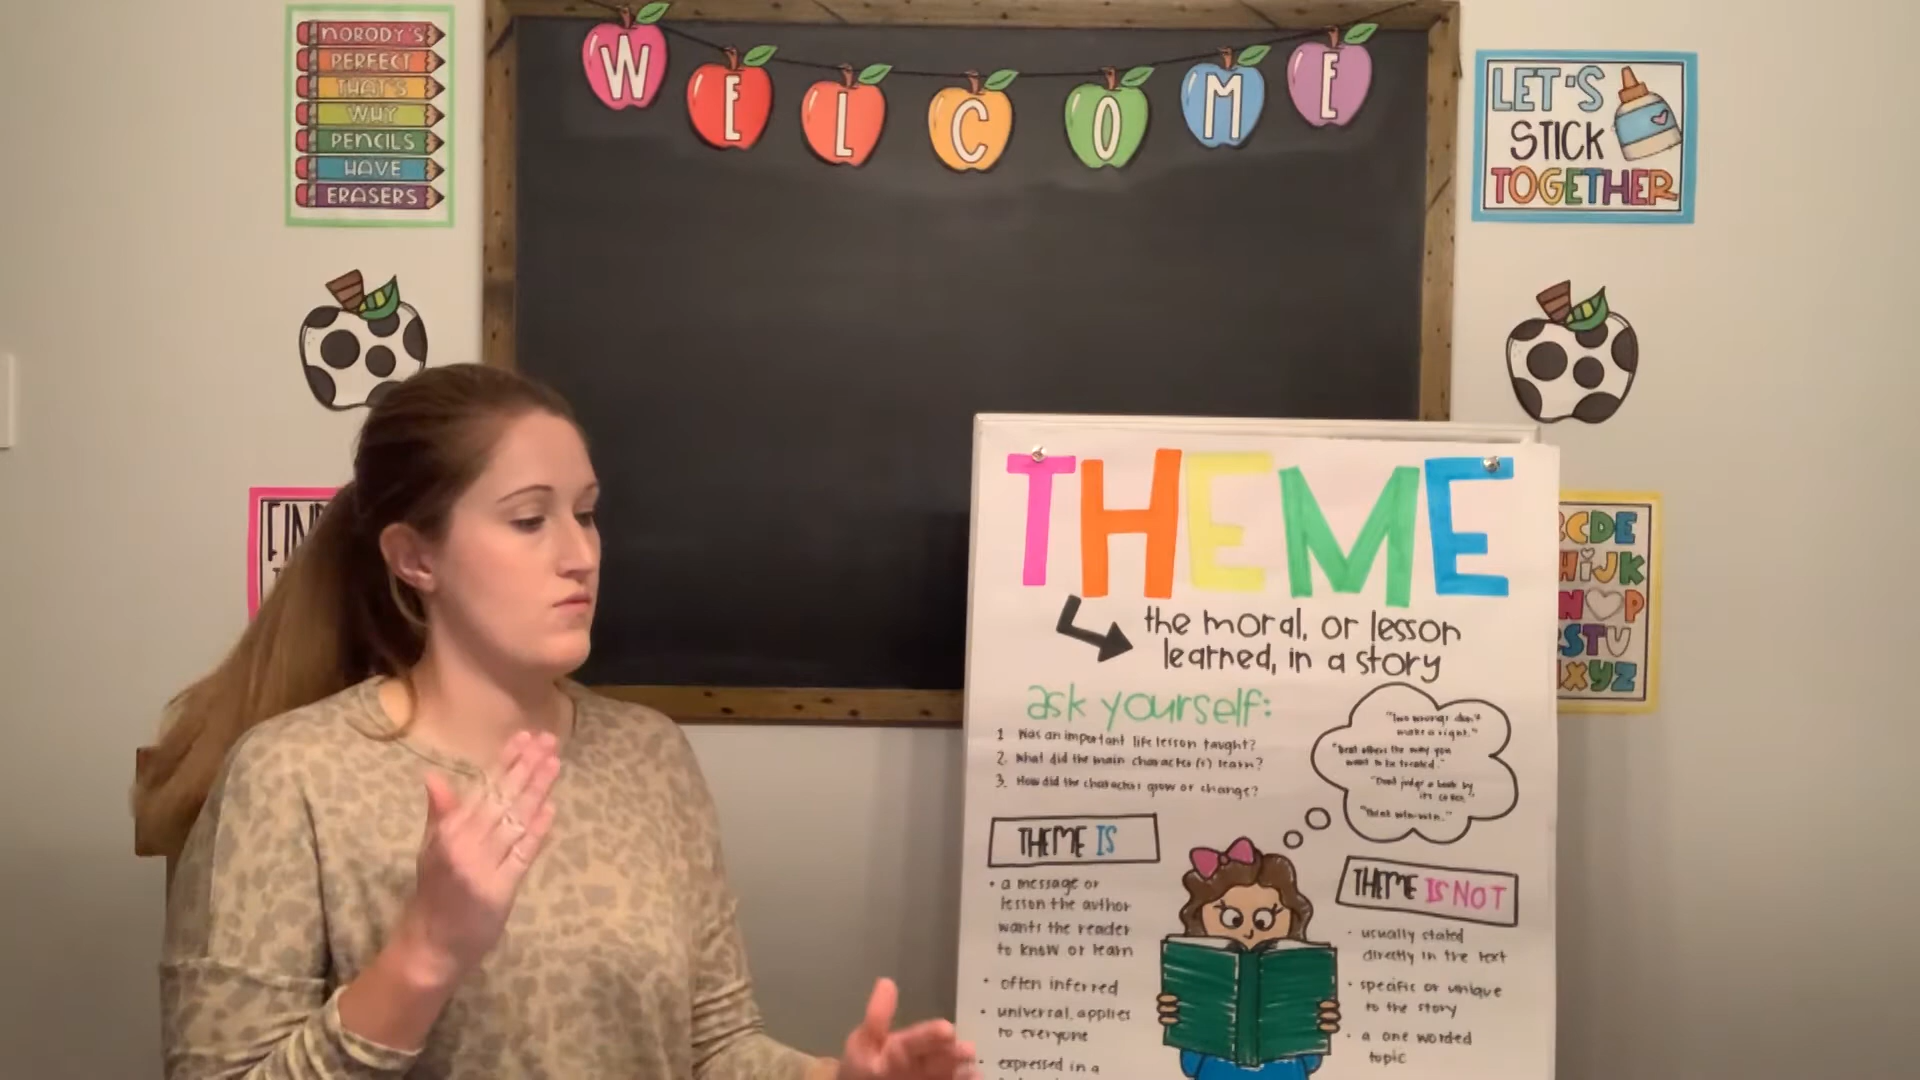 NOBODY'S
PERFECT
THAT'S
WHY
PENCILS
HAVE
ERASERS
WELCOME
LET'S
STICK
TOGETHER
THEME
the moral, or lesson
learned, in a story
ask yourself:
1 Was an important life lesson taught?
2. What did the main character(s) learn?
3. How did the character grow or change?
"Two wrongs don't
make a right."
"Treat others the way you
want to be treated."
"Don't judge a book by
its cover."
"Think win-win."
THEME IS
• a message or
lesson the author
wants the reader
to know or learn
• often inferred
• universal, applies
to everyone
• expressed in a
THEME IS NOT
• usually stated
directly in the text
• specific or unique
to the story
• a one worded
topic
CDE
HIJK
N P
STU
XYZ